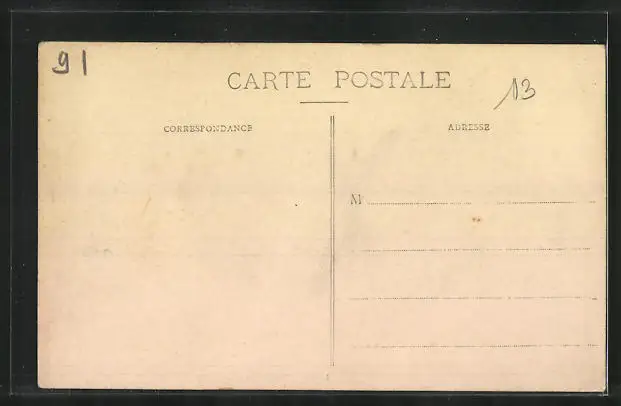 91
CARTE POSTALE
13
CORRESPONDANCE
ADRESSE
M